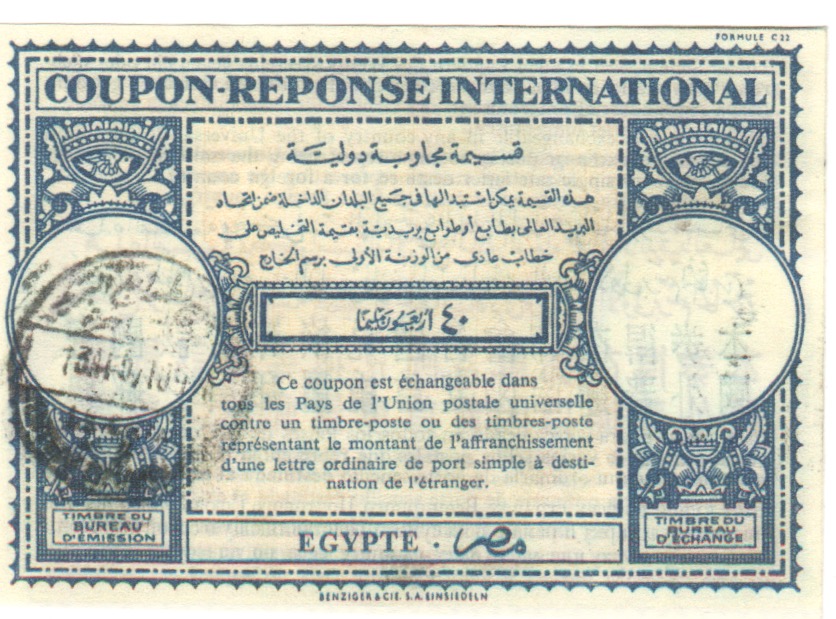 FORMULE C 22
COUPON-REPONSE INTERNATIONAL
قسيمة مجاوبة دولية
هذه القسيمة يمكن استبدالها فى جميع البلدان الداخلة ضمن اتحاد
البريد العالمى بطابع أو طوابع بريدية بقيمة التخليص على
خطاب عادى من الوزنة الأولى برسم الخارج
٤٠ أربعون مليما
Ce coupon est échangeable dans
tous les Pays de l'Union postale universelle
contre un timbre-poste ou des timbres-poste
représentant le montant de l'affranchissement
d'une lettre ordinaire de port simple à desti-
nation de l'étranger.
TIMBRE DU
BUREAU
D'ÉMISSION
EGYPTE . مصر
TIMBRE DU
BUREAU
D'ÉCHANGE
BENZIGER & CIE. S.A. EINSIEDELN